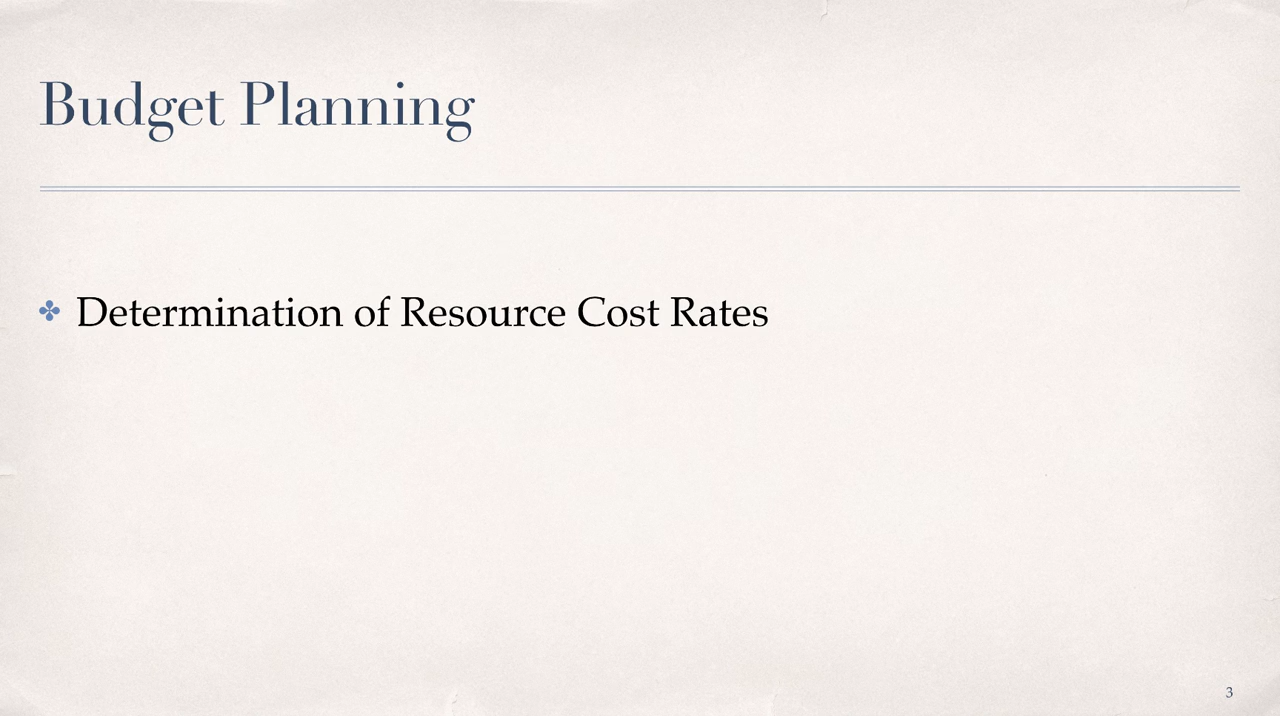 Budget Planning
✤ Determination of Resource Cost Rates
3